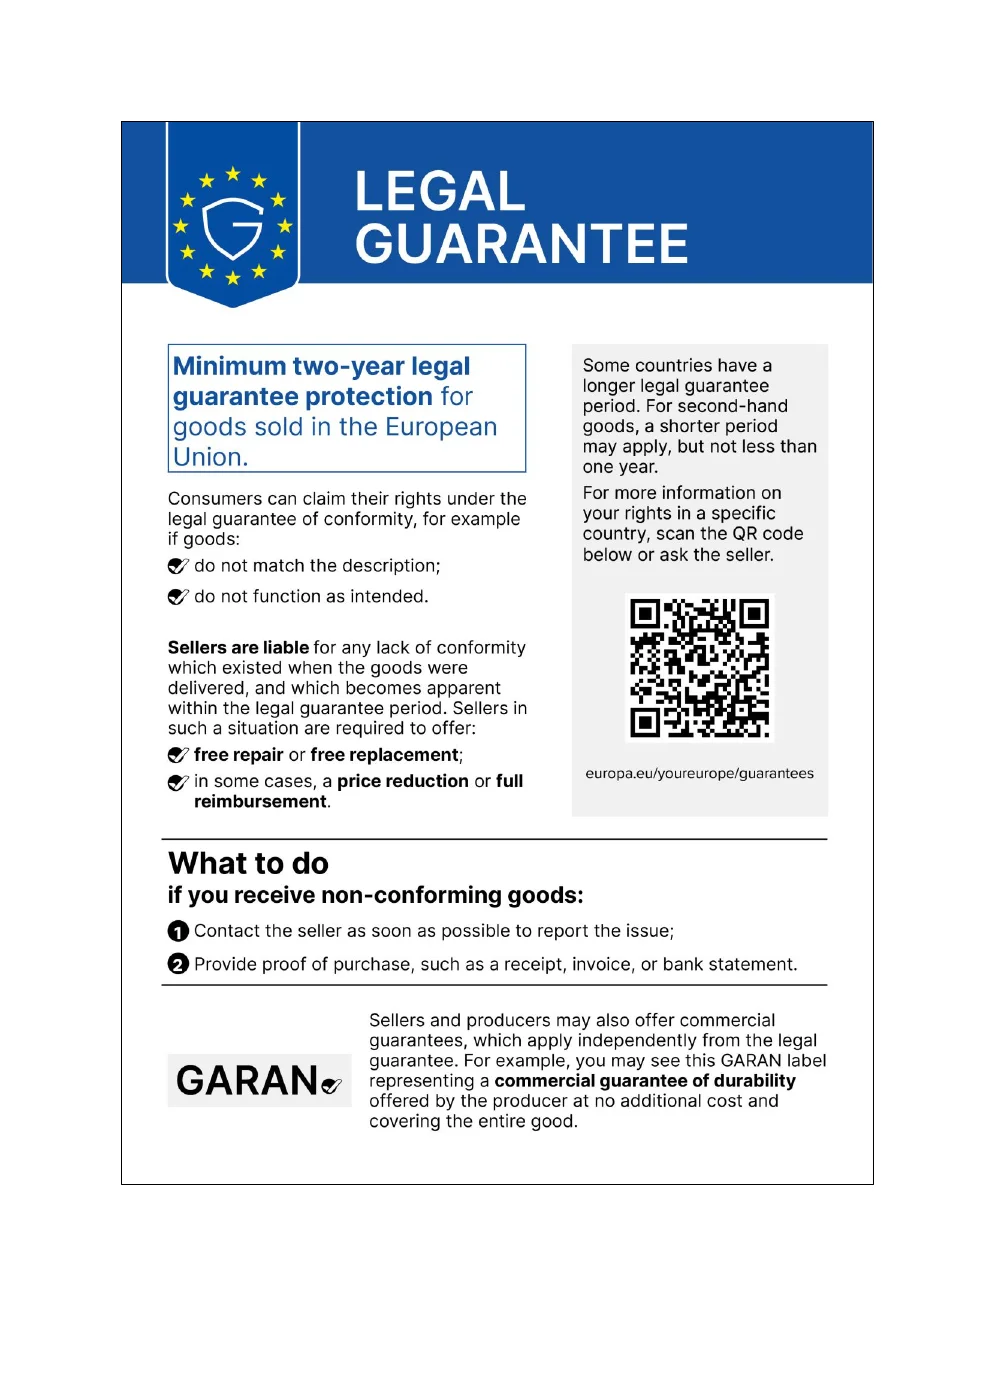 LEGAL
GUARANTEE
Minimum two-year legal
guarantee protection for
goods sold in the European
Union.
Consumers can claim their rights under the
legal guarantee of conformity, for example
if goods:
do not match the description;
do not function as intended.
Sellers are liable for any lack of conformity
which existed when the goods were
delivered, and which becomes apparent
within the legal guarantee period. Sellers in
such a situation are required to offer:
free repair or free replacement;
in some cases, a price reduction or full
reimbursement.
Some countries have a
longer legal guarantee
period. For second-hand
goods, a shorter period
may apply, but not less than
one year.
For more information on
your rights in a specific
country, scan the QR code
below or ask the seller.
europa.eu/youreurope/guarantees
What to do
if you receive non-conforming goods:
1 Contact the seller as soon as possible to report the issue;
2 Provide proof of purchase, such as a receipt, invoice, or bank statement.
GARAN
Sellers and producers may also offer commercial
guarantees, which apply independently from the legal
guarantee. For example, you may see this GARAN label
representing a commercial guarantee of durability
offered by the producer at no additional cost and
covering the entire good.